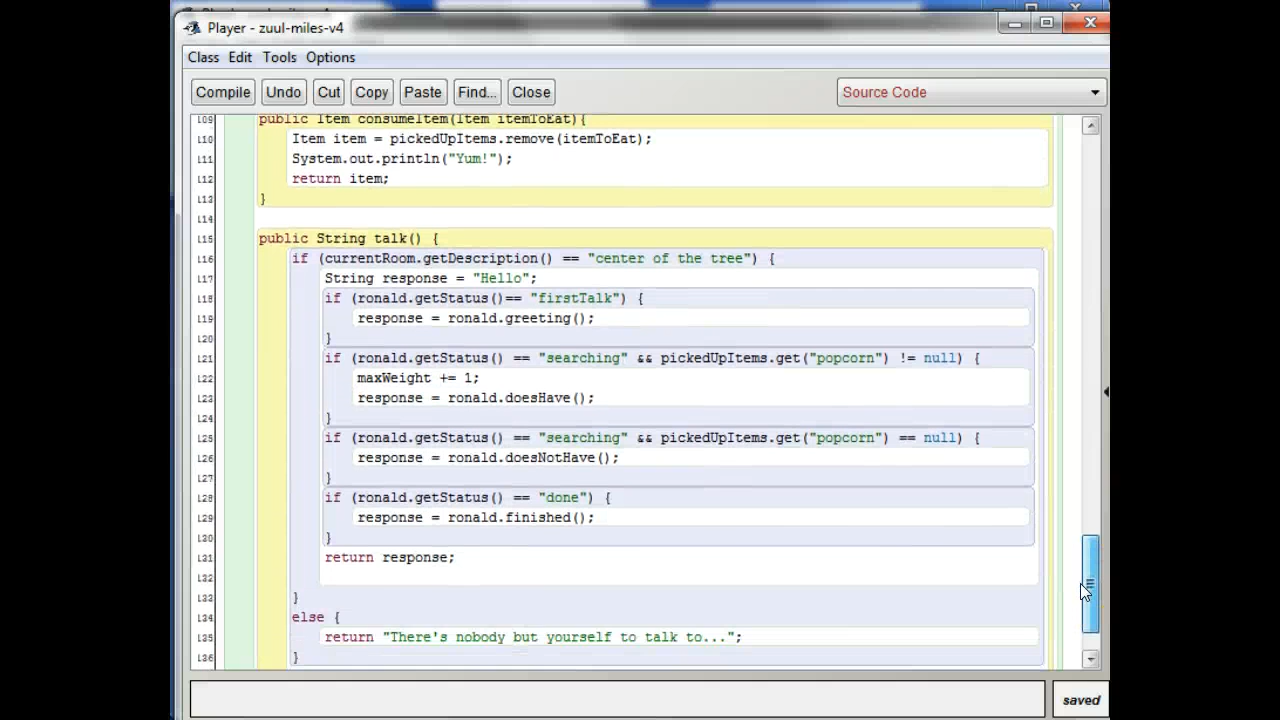 Player - zuul-miles-v4
Class Edit Tools Options
Compile Undo Cut Copy Paste Find... Close Source Code
109 public Item consumeItem(Item itemToEat){
110 Item item = pickedUpItems.remove(itemToEat);
111 System.out.println("Yum!");
112 return item;
113 }
114
115 public String talk() {
116 if (currentRoom.getDescription() == "center of the tree") {
117 String response = "Hello";
118 if (ronald.getStatus()== "firstTalk") {
119 response = ronald.greeting();
120 }
121 if (ronald.getStatus() == "searching" && pickedUpItems.get("popcorn") != null) {
122 maxWeight += 1;
123 response = ronald.doesHave();
124 }
125 if (ronald.getStatus() == "searching" && pickedUpItems.get("popcorn") == null) {
126 response = ronald.doesNotHave();
127 }
128 if (ronald.getStatus() == "done") {
129 response = ronald.finished();
130 }
131 return response;
132
133 }
134 else {
135 return "There's nobody but yourself to talk to...";
136 }
saved